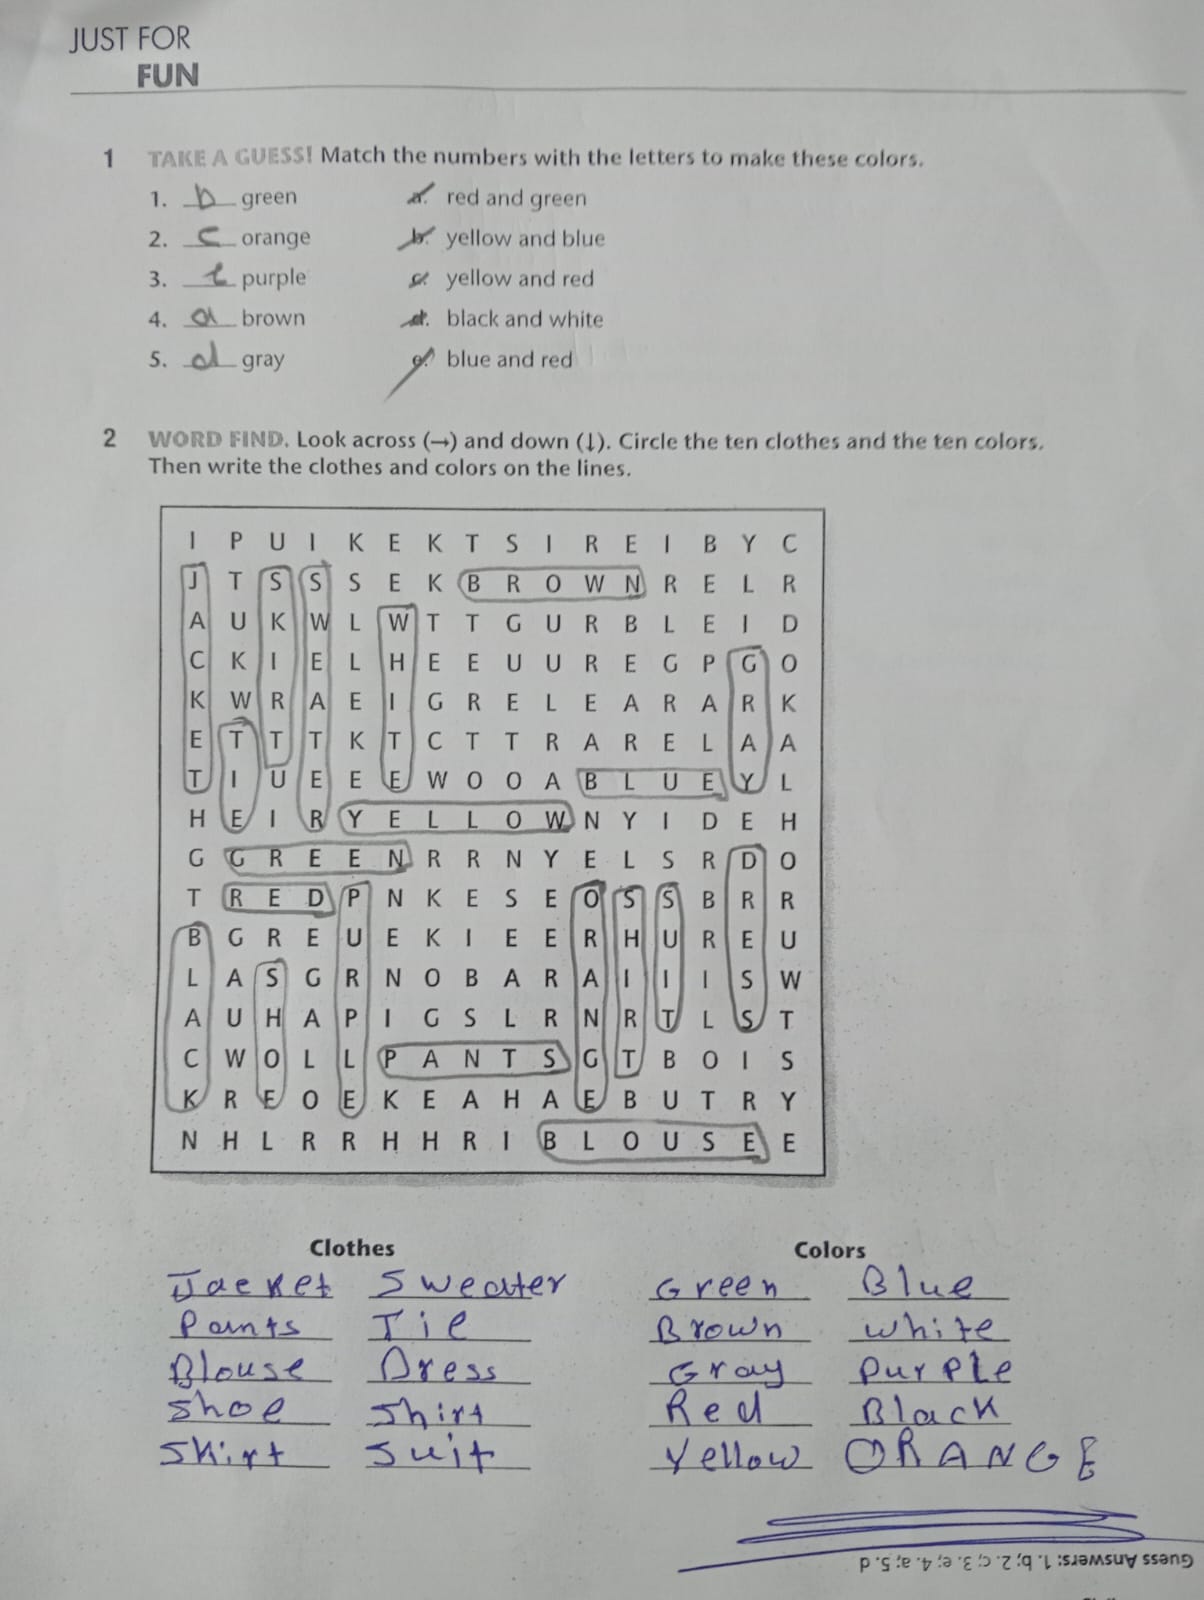 JUST FOR
FUN
1 TAKE A GUESS! Match the numbers with the letters to make these colors.
1. b green a. red and green
2. c orange b. yellow and blue
3. e purple c. yellow and red
4. a brown d. black and white
5. d gray e. blue and red
2 WORD FIND. Look across (→) and down (↓). Circle the ten clothes and the ten colors.
Then write the clothes and colors on the lines.
I P U I K E K T S I R E I B Y C
J T S S S E K B R O W N R E L R
A U K W L W T T G U R B L E I D
C K I E L H E E U U R E G P G O
K W R A E I G R E L E A R A R K
E T T T K T C T T R A R E L A A
T I U E E E W O O A B L U E Y L
H E I R Y E L L O W N Y I D E H
G G R E E N R R N Y E L S R D O
T R E D P N K E S E O S S B R R
B G R E U E K I E E R H U R E U
L A S G R N O B A R A I I I S W
A U H A P I G S L R N R T L S T
C W O L L P A N T S G T B O I S
K R E O E K E A H A E B U T R Y
N H L R R H H R I B L O U S E E
Clothes Colors
Jacket Sweater Green Blue
Pants Tie Brown White
Blouse Dress Gray Purple
Shoe Shirt Red Black
Skirt Suit Yellow ORANGE
Guess Answers: 1. b; 2. c; 3. e; 4. a; 5. d